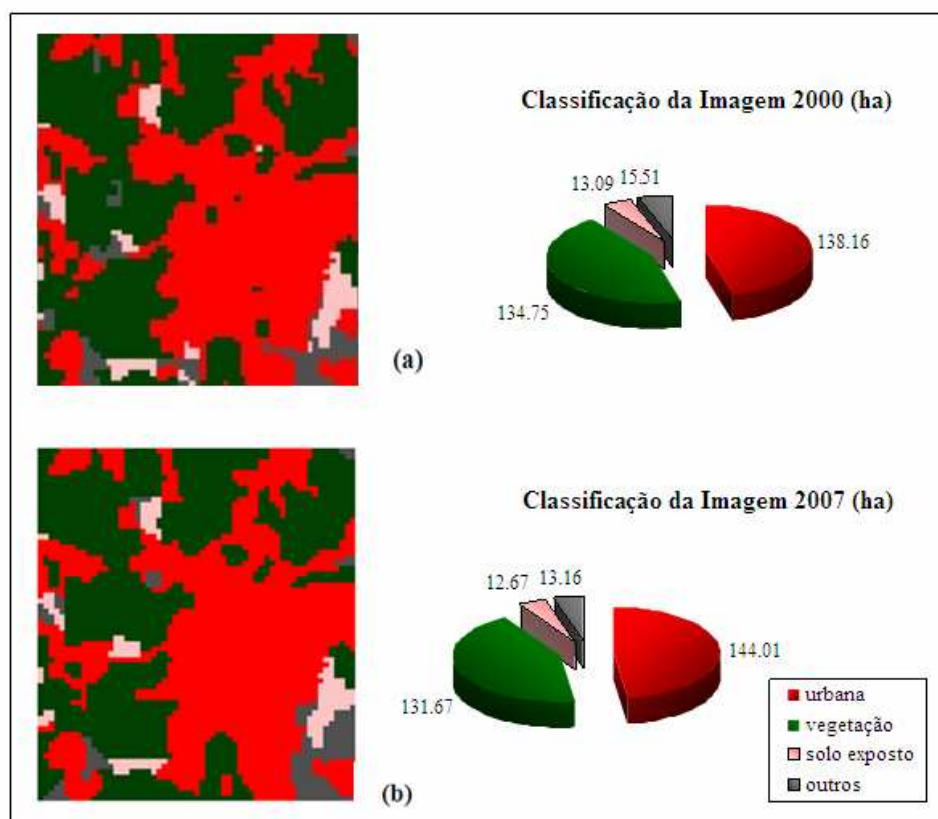 Classificação da Imagem 2000 (ha)
13.09
15.51
138.16
134.75
(a)
Classificação da Imagem 2007 (ha)
12.67
13.16
144.01
131.67
urbana
vegetação
solo exposto
outros
(b)